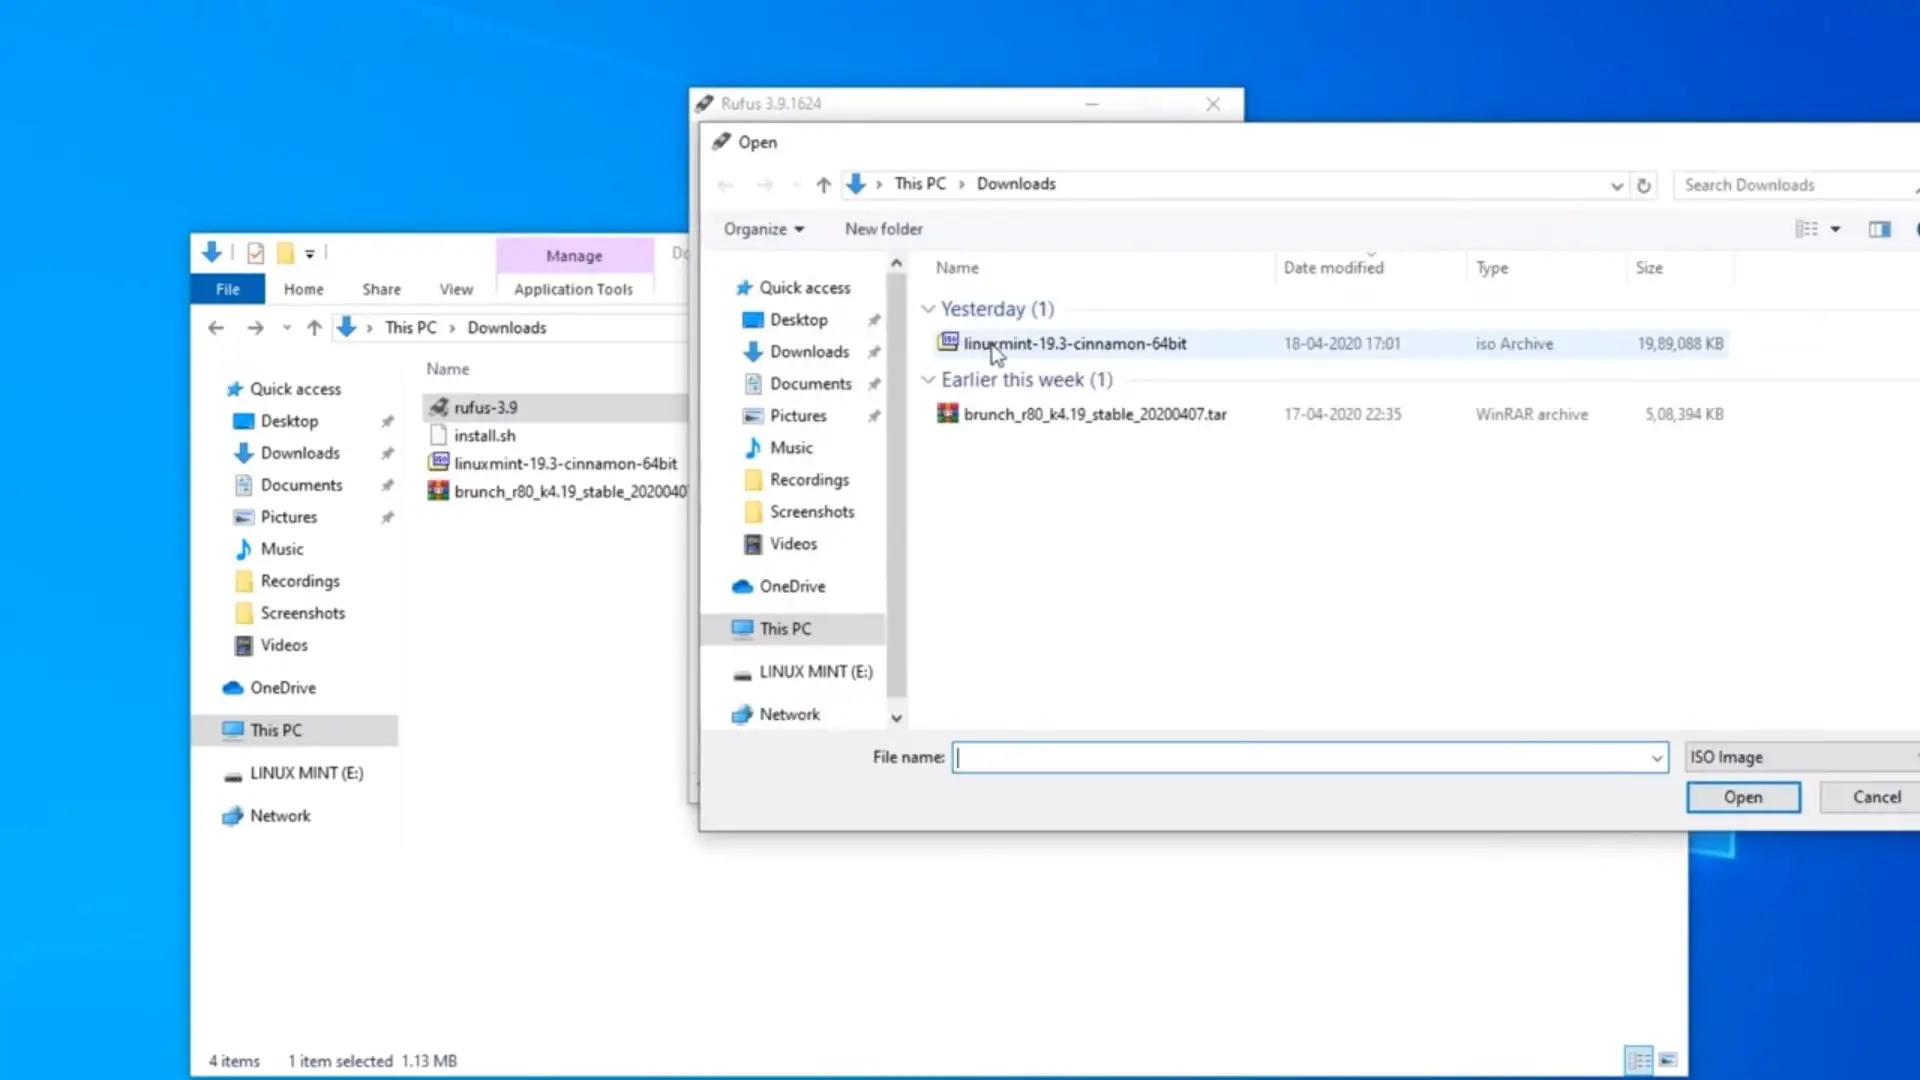 Rufus 3.9.1624
Open
This PC > Downloads
Search Downloads
Organize
New folder
Name
Date modified
Type
Size
Quick access
Desktop
Downloads
Documents
Pictures
Music
Recordings
Screenshots
Videos
OneDrive
This PC
LINUX MINT (E:)
Network
Yesterday (1)
linuxmint-19.3-cinnamon-64bit 18-04-2020 17:01 iso Archive 19,89,088 KB
Earlier this week (1)
brunch_r80_k4.19_stable_20200407.tar 17-04-2020 22:35 WinRAR archive 5,08,394 KB
File name:
ISO Image
Open
Cancel
Manage
File
Home
Share
View
Application Tools
This PC > Downloads
Name
Quick access
Desktop
Downloads
Documents
Pictures
Music
Recordings
Screenshots
Videos
OneDrive
This PC
LINUX MINT (E:)
Network
rufus-3.9
install.sh
linuxmint-19.3-cinnamon-64bit
brunch_r80_k4.19_stable_2020040
4 items 1 item selected 1.13 MB